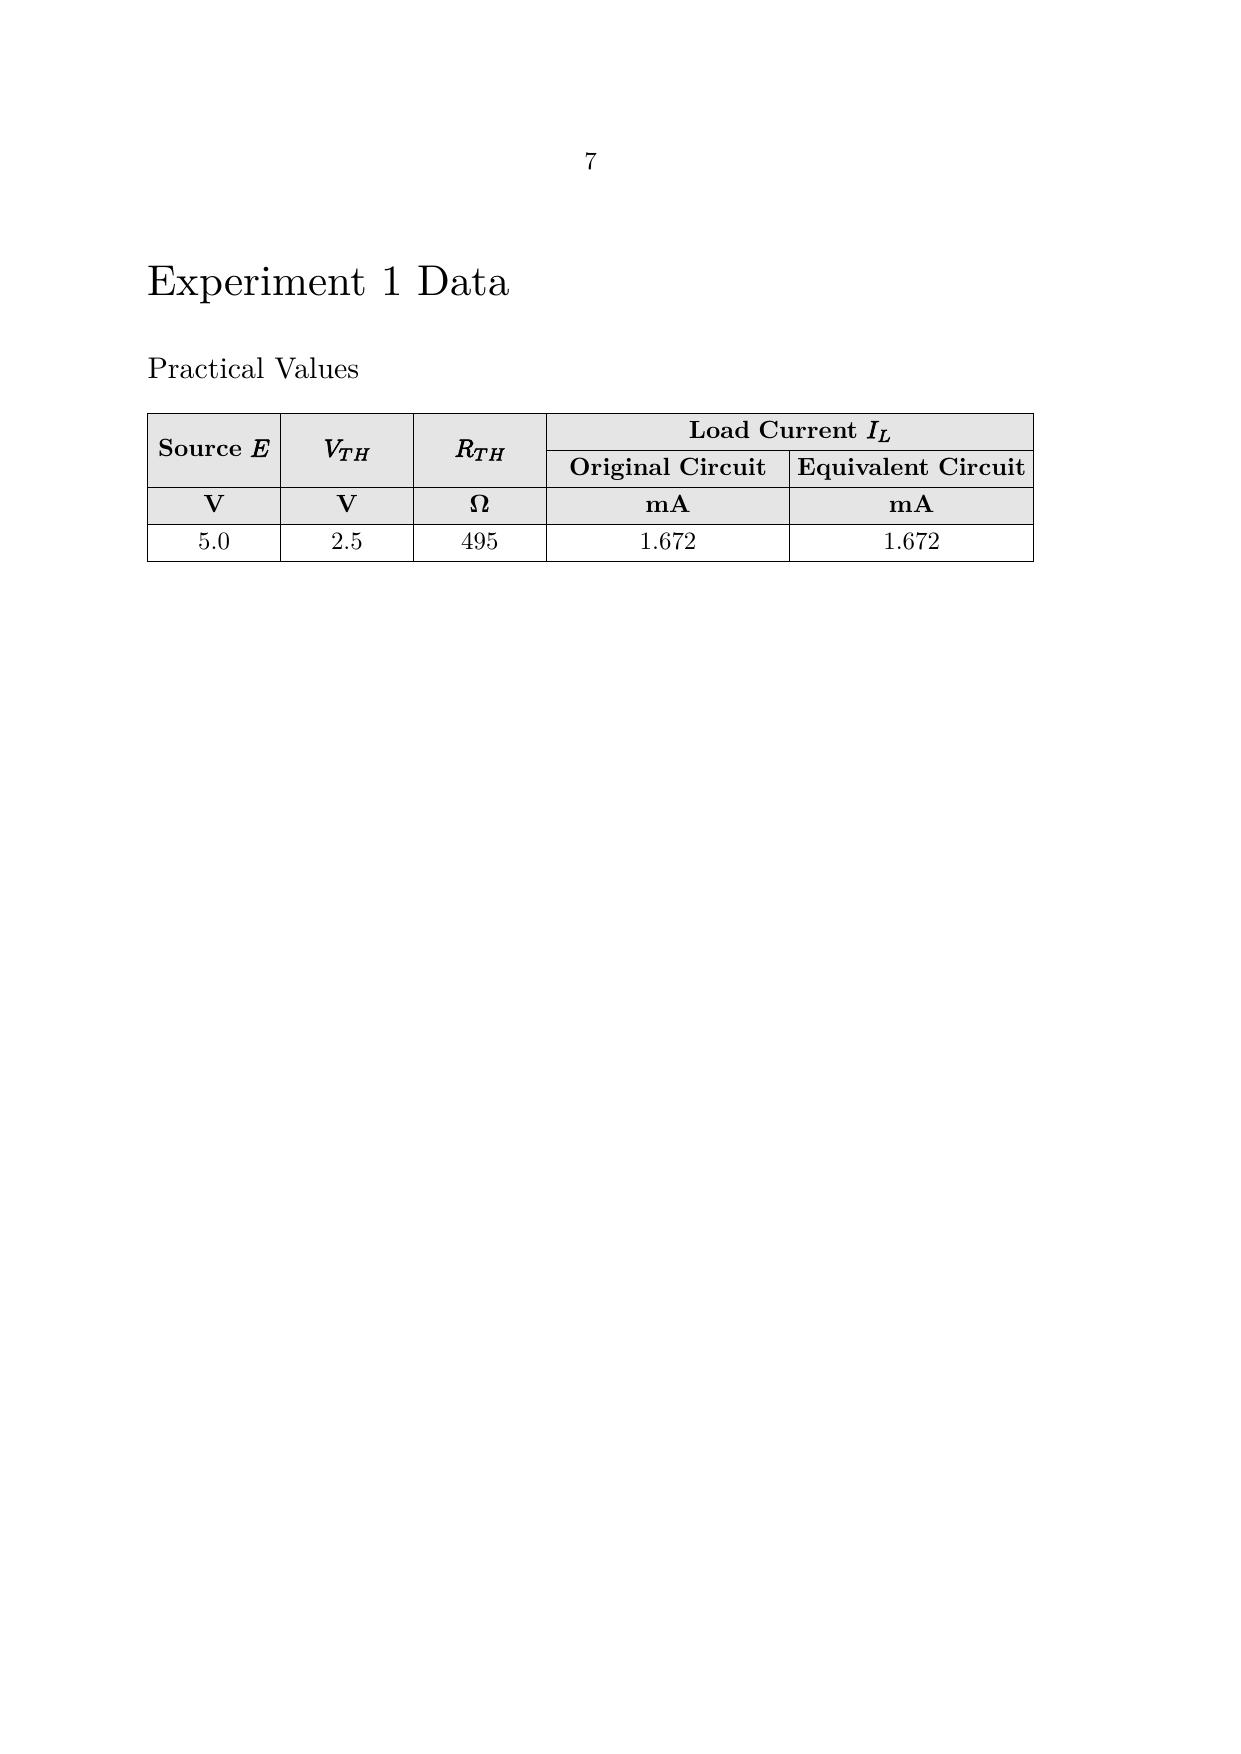 7
Experiment 1 Data
Practical Values
Source E V_TH R_TH Load Current I_L
Original Circuit Equivalent Circuit
V V Ω mA mA
5.0 2.5 495 1.672 1.672